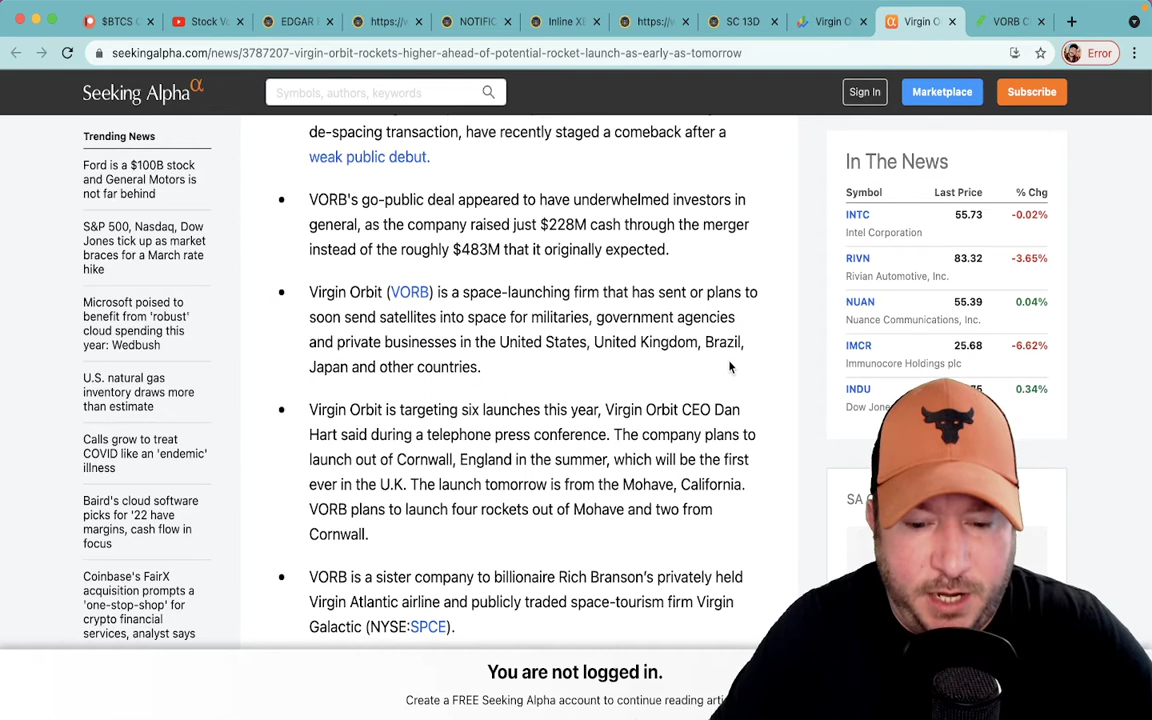 $BTCS C
Stock Vo
EDGAR F
https://v
NOTIFIC
Inline XE
https://v
SC 13D
Virgin O
Virgin O
VORB C
seekingalpha.com/news/3787207-virgin-orbit-rockets-higher-ahead-of-potential-rocket-launch-as-early-as-tomorrow
Error
Seeking Alpha α
Symbols, authors, keywords
Sign In
Marketplace
Subscribe
Trending News
Ford is a $100B stock
and General Motors is
not far behind
S&P 500, Nasdaq, Dow
Jones tick up as market
braces for a March rate
hike
Microsoft poised to
benefit from 'robust'
cloud spending this
year: Wedbush
U.S. natural gas
inventory draws more
than estimate
Calls grow to treat
COVID like an 'endemic'
illness
Baird's cloud software
picks for '22 have
margins, cash flow in
focus
Coinbase's FairX
acquisition prompts a
'one-stop-shop' for
crypto financial
services, analyst says
de-spacing transaction, have recently staged a comeback after a
weak public debut.
• VORB's go-public deal appeared to have underwhelmed investors in
general, as the company raised just $228M cash through the merger
instead of the roughly $483M that it originally expected.
• Virgin Orbit (VORB) is a space-launching firm that has sent or plans to
soon send satellites into space for militaries, government agencies
and private businesses in the United States, United Kingdom, Brazil,
Japan and other countries.
• Virgin Orbit is targeting six launches this year, Virgin Orbit CEO Dan
Hart said during a telephone press conference. The company plans to
launch out of Cornwall, England in the summer, which will be the first
ever in the U.K. The launch tomorrow is from the Mohave, California.
VORB plans to launch four rockets out of Mohave and two from
Cornwall.
• VORB is a sister company to billionaire Rich Branson's privately held
Virgin Atlantic airline and publicly traded space-tourism firm Virgin
Galactic (NYSE:SPCE).
In The News
Symbol Last Price % Chg
INTC 55.73 -0.02%
Intel Corporation
RIVN 83.32 -3.65%
Rivian Automotive, Inc.
NUAN 55.39 0.04%
Nuance Communications, Inc.
IMCR 25.68 -6.62%
Immunocore Holdings plc
INDU 0.34%
Dow Jone
SA
You are not logged in.
Create a FREE Seeking Alpha account to continue reading arti